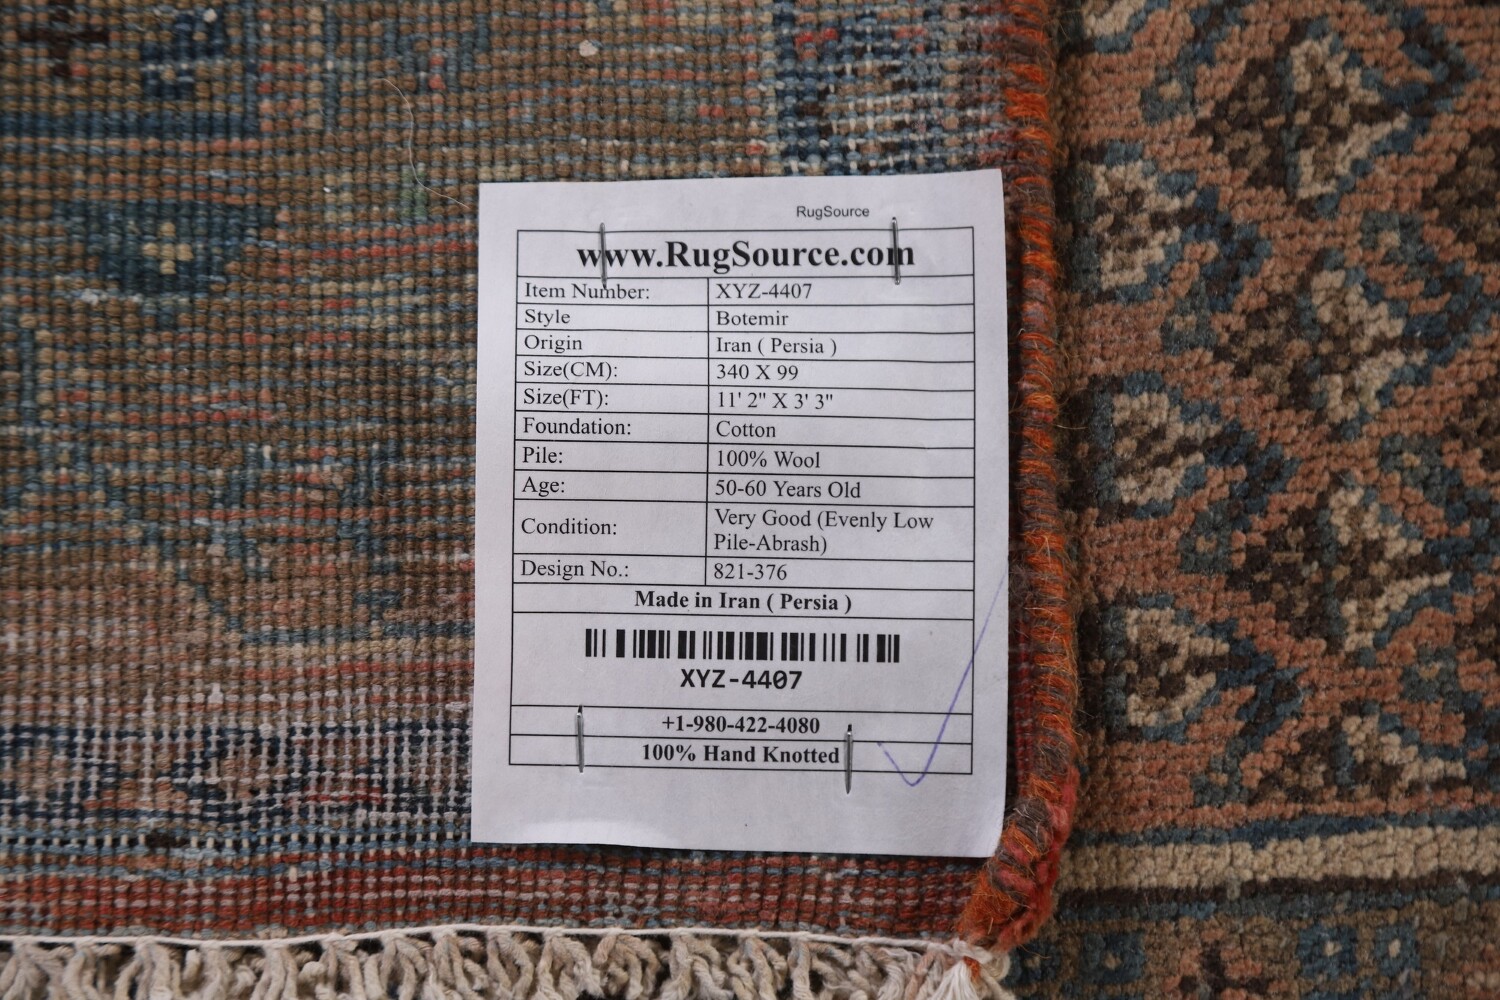 RugSource
www.RugSource.com
Item Number: XYZ-4407
Style Botemir
Origin Iran ( Persia )
Size(CM): 340 X 99
Size(FT): 11' 2" X 3' 3"
Foundation: Cotton
Pile: 100% Wool
Age: 50-60 Years Old
Condition: Very Good (Evenly Low
Pile-Abrash)
Design No.: 821-376
Made in Iran ( Persia )
XYZ-4407
+1-980-422-4080
100% Hand Knotted